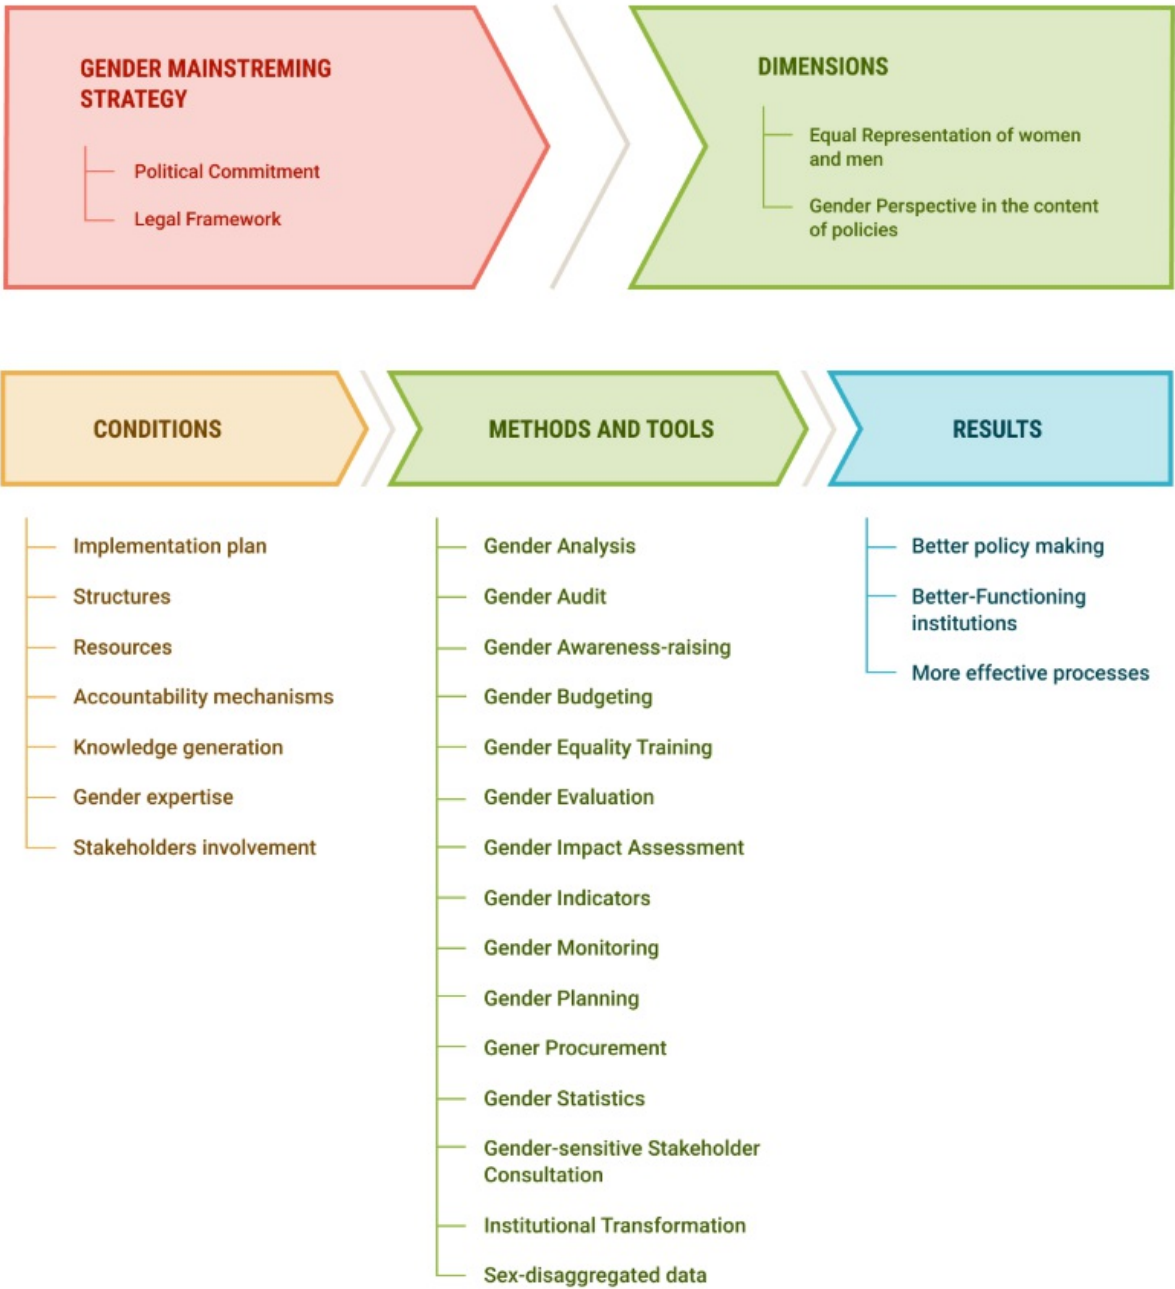 GENDER MAINSTREMING
STRATEGY
Political Commitment
Legal Framework
DIMENSIONS
Equal Representation of women
and men
Gender Perspective in the content
of policies
CONDITIONS
Implementation plan
Structures
Resources
Accountability mechanisms
Knowledge generation
Gender expertise
Stakeholders involvement
METHODS AND TOOLS
Gender Analysis
Gender Audit
Gender Awareness-raising
Gender Budgeting
Gender Equality Training
Gender Evaluation
Gender Impact Assessment
Gender Indicators
Gender Monitoring
Gender Planning
Gener Procurement
Gender Statistics
Gender-sensitive Stakeholder
Consultation
Institutional Transformation
Sex-disaggregated data
RESULTS
Better policy making
Better-Functioning
institutions
More effective processes